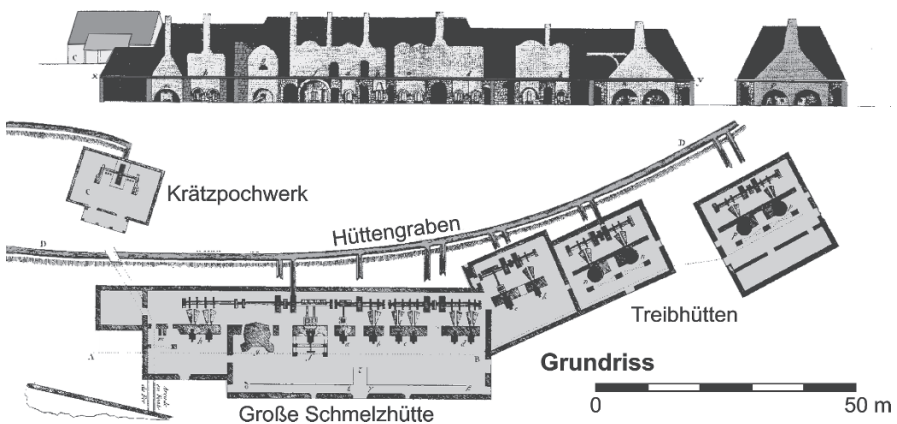 C
X
Y
D
C
Krätzpochwerk
Hüttengraben
D
Treibhütten
A
B
Grundriss
0
50 m
Große Schmelzhütte